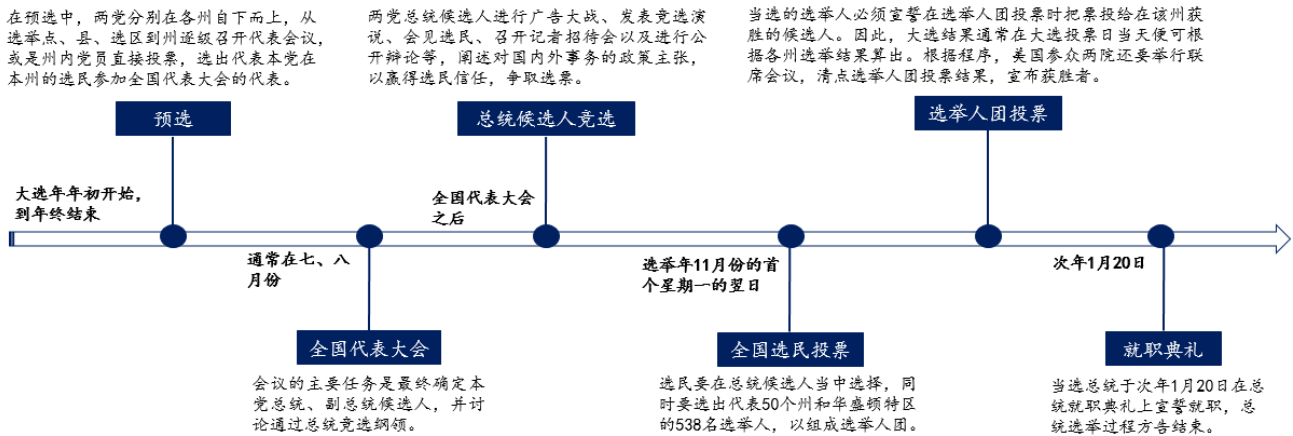 在预选中，两党分别在各州自下而上，从
选举点、县、选区到州逐级召开代表会议，
或是州内党员直接投票，选出代表本党在
本州的选民参加全国代表大会的代表。
预选
大选年年初开始，
到年终结束
通常在七、八
月份
全国代表大会
会议的主要任务是最终确定本
党总统、副总统候选人，并讨
论通过总统竞选纲领。
两党总统候选人进行广告大战、发表竞选演
说、会见选民、召开记者招待会以及进行公
开辩论等，阐述对国内外事务的政策主张，
以赢得选民信任，争取选票。
总统候选人竞选
全国代表大会
之后
选举年11月份的首
个星期一的翌日
全国选民投票
选民要在总统候选人当中选择，同
时要选出代表50个州和华盛顿特区
的538名选举人，以组成选举人团。
当选的选举人必须宣誓在选举人团投票时把票投给在该州获
胜的候选人。因此，大选结果通常在大选投票日当天便可根
据各州选举结果算出。根据程序，美国参众两院还要举行联
席会议，清点选举人团投票结果，宣布获胜者。
选举人团投票
次年1月20日
就职典礼
当选总统于次年1月20日在总
统就职典礼上宣誓就职，总
统选举过程方告结束。